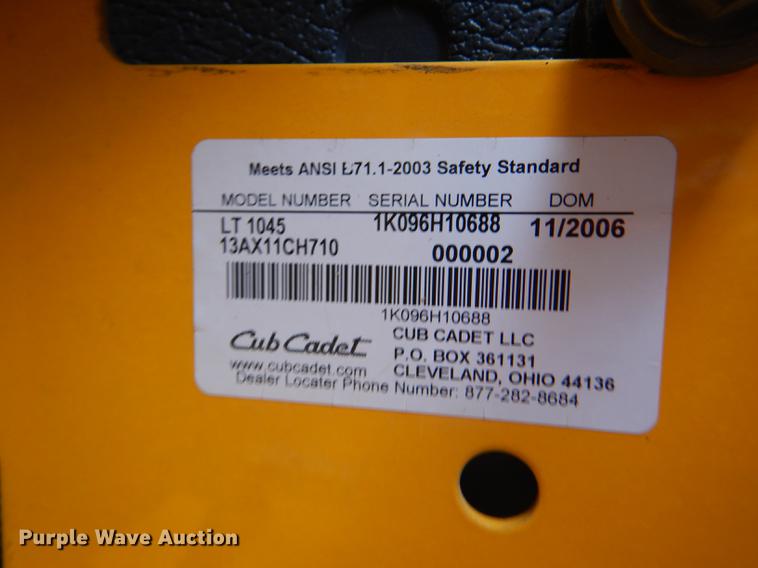 Meets ANSI B71.1-2003 Safety Standard
MODEL NUMBER SERIAL NUMBER DOM
LT 1045 1K096H10688 11/2006
13AX11CH710 000002
1K096H10688
Cub Cadet CUB CADET LLC
P.O. BOX 361131
www.cubcadet.com CLEVELAND, OHIO 44136
Dealer Locater Phone Number: 877-282-8684
Purple Wave Auction